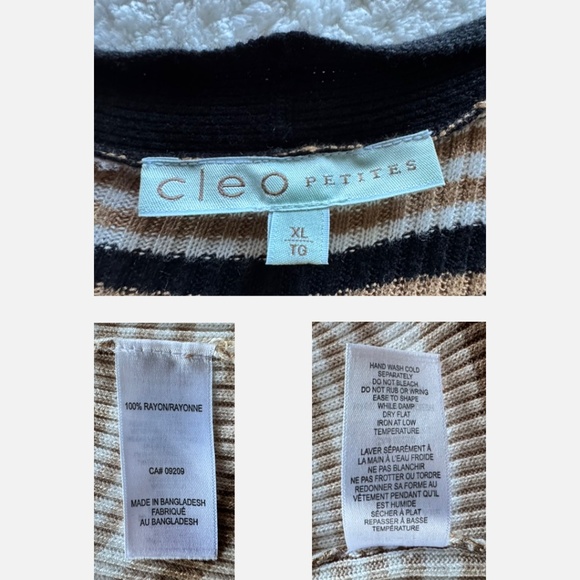 cleo PETITES
XL
TG
100% RAYON/RAYONNE
CA# 09209
MADE IN BANGLADESH
FABRIQUÉ
AU BANGLADESH
HAND WASH COLD
SEPARATELY
DO NOT BLEACH
DO NOT RUB OR WRING
EASE TO SHAPE
WHILE DAMP
DRY FLAT
IRON AT LOW
TEMPERATURE
LAVER SÉPARÉMENT À
LA MAIN À L'EAU FROIDE
NE PAS BLANCHIR
NE PAS FROTTER OU TORDRE
REDONNER SA FORME AU
VÊTEMENT PENDANT QU'IL
EST HUMIDE
SÉCHER À PLAT
REPASSER À BASSE
TEMPÉRATURE